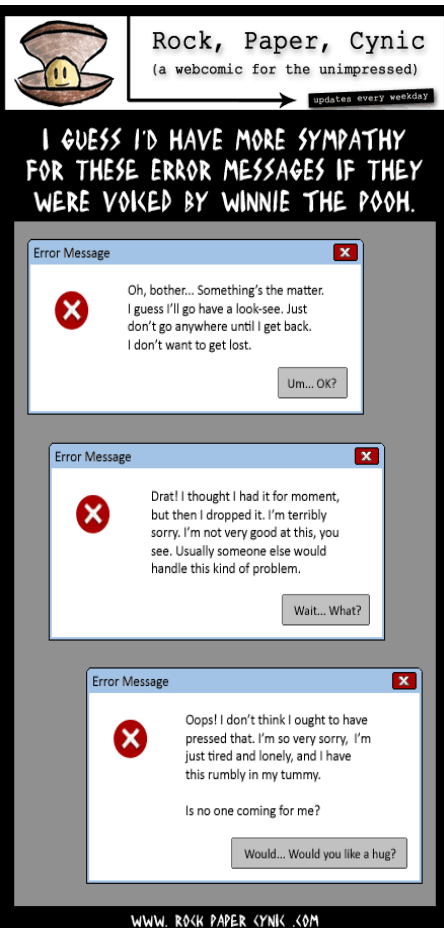 Rock, Paper, Cynic
(a webcomic for the unimpressed)
updates every weekday
I GUESS I'D HAVE MORE SYMPATHY
FOR THESE ERROR MESSAGES IF THEY
WERE VOICED BY WINNIE THE POOH.
Error Message
Oh, bother... Something's the matter.
I guess I'll go have a look-see. Just
don't go anywhere until I get back.
I don't want to get lost.
Um... OK?
Error Message
Drat! I thought I had it for moment,
but then I dropped it. I'm terribly
sorry. I'm not very good at this, you
see. Usually someone else would
handle this kind of problem.
Wait... What?
Error Message
Oops! I don't think I ought to have
pressed that. I'm so very sorry, I'm
just tired and lonely, and I have
this rumbly in my tummy.
Is no one coming for me?
Would... Would you like a hug?
WWW. ROCK PAPER CYNIC .COM